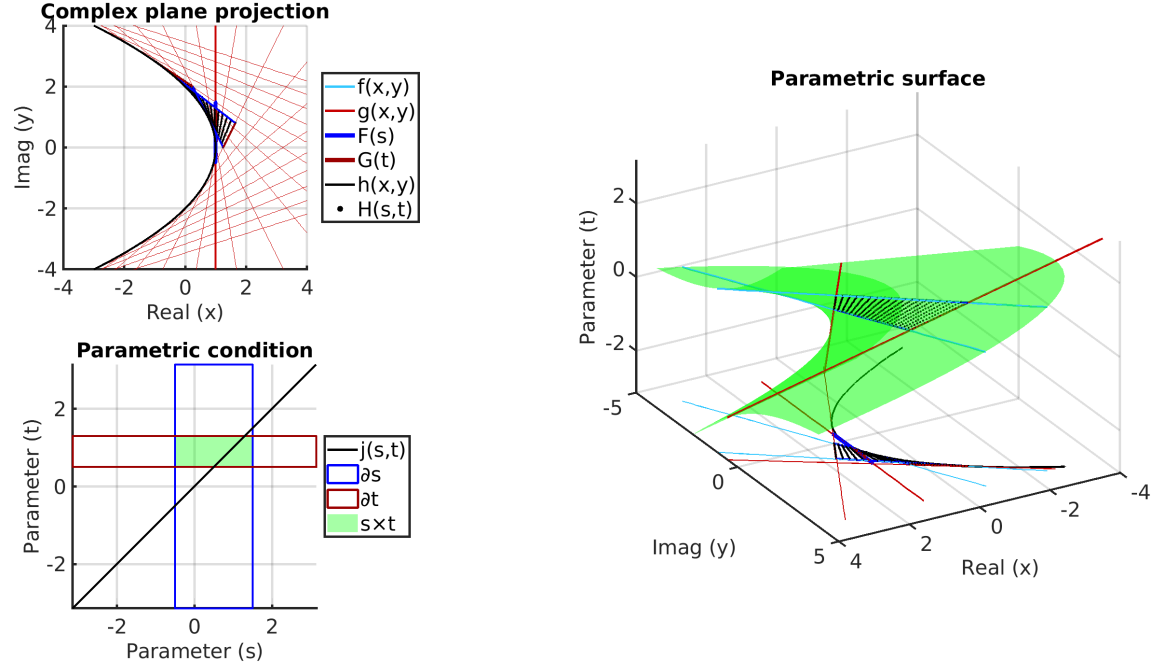 Complex plane projection
4
2
0
-2
-4
-4
-2
0
2
4
Imag (y)
Real (x)
f(x,y)
g(x,y)
F(s)
G(t)
h(x,y)
H(s,t)
Parametric condition
2
0
-2
-2
0
2
Parameter (t)
Parameter (s)
j(s,t)
∂s
∂t
s×t
Parametric surface
2
0
-2
Parameter (t)
-5
0
5
Imag (y)
4
2
0
-2
-4
Real (x)